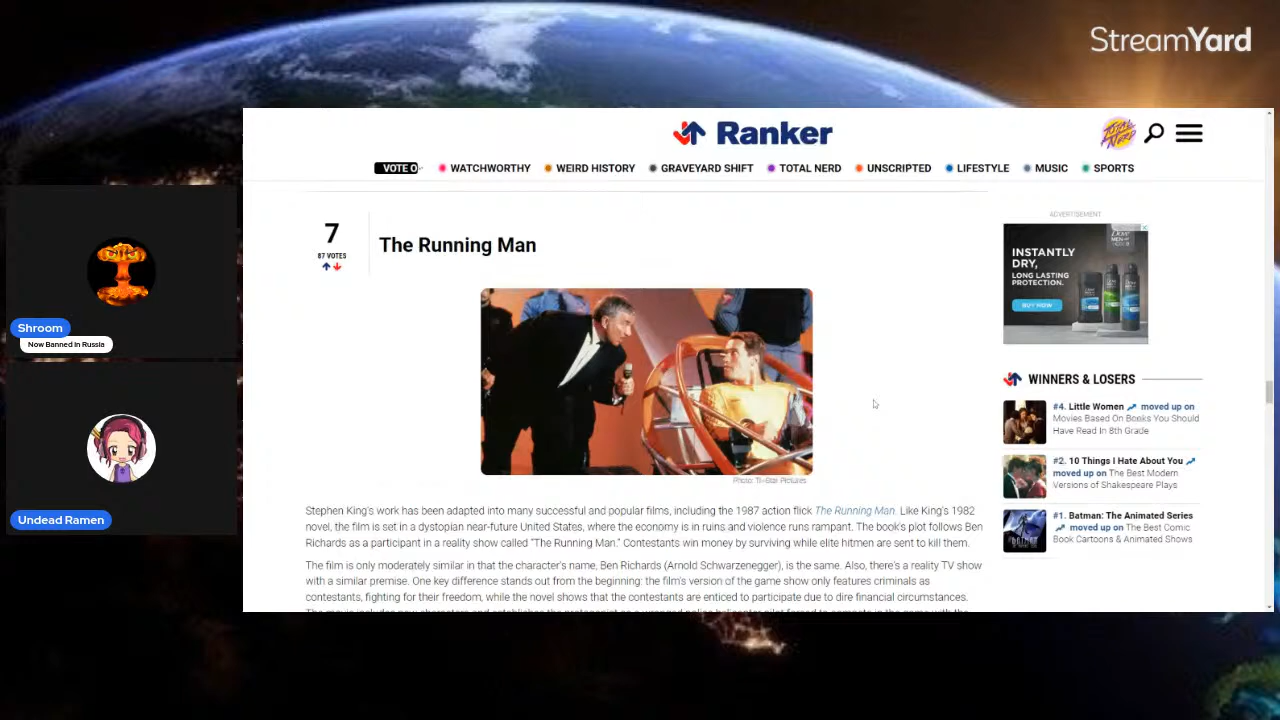 StreamYard
Ranker
VOTE O
WATCHWORTHY
WEIRD HISTORY
GRAVEYARD SHIFT
TOTAL NERD
UNSCRIPTED
LIFESTYLE
MUSIC
SPORTS
7
87 VOTES
The Running Man
Photo: Tri-Star Pictures
Stephen King's work has been adapted into many successful and popular films, including the 1987 action flick The Running Man. Like King's 1982
novel, the film is set in a dystopian near-future United States, where the economy is in ruins and violence runs rampant. The book's plot follows Ben
Richards as a participant in a reality show called "The Running Man." Contestants win money by surviving while elite hitmen are sent to kill them.
The film is only moderately similar in that the character's name, Ben Richards (Arnold Schwarzenegger), is the same. Also, there's a reality TV show
with a similar premise. One key difference stands out from the beginning: the film's version of the game show only features criminals as
contestants, fighting for their freedom, while the novel shows that the contestants are enticed to participate due to dire financial circumstances.
ADVERTISEMENT
INSTANTLY
DRY,
LONG LASTING
PROTECTION.
BUY NOW
WINNERS & LOSERS
#4. Little Women moved up on
Movies Based On Books You Should
Have Read In 8th Grade
#2. 10 Things I Hate About You
moved up on The Best Modern
Versions of Shakespeare Plays
#1. Batman: The Animated Series
moved up on The Best Comic
Book Cartoons & Animated Shows
Shroom
Now Banned in Russia
Undead Ramen